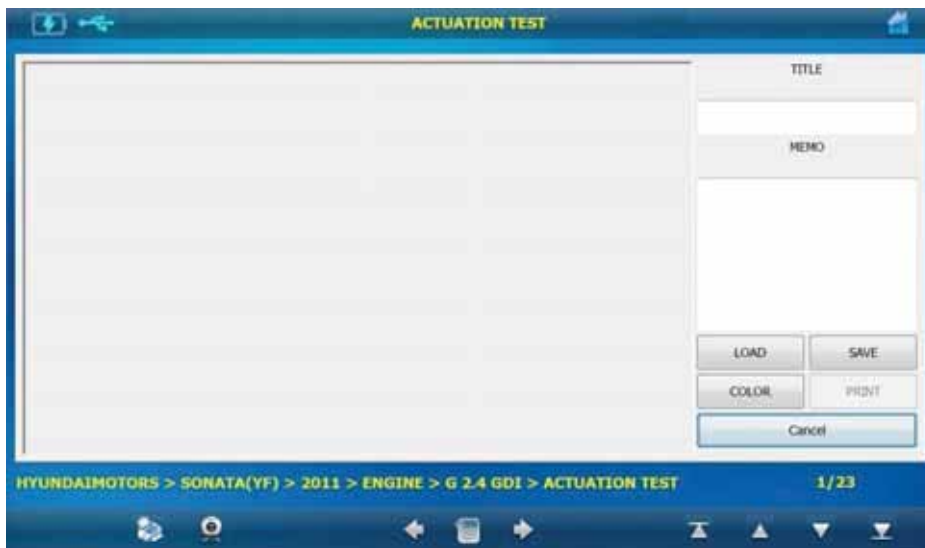 ACTUATION TEST
TITLE
MEMO
LOAD SAVE
COLOR PRINT
Cancel
HYUNDAIMOTORS > SONATA(YF) > 2011 > ENGINE > G 2.4 GDI > ACTUATION TEST 1/23